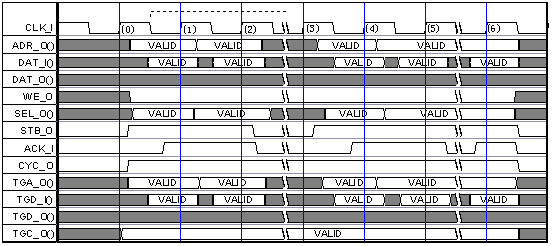 CLK_I (0) (1) (2) (3) (4) (5) (6)
ADR_O() VALID VALID VALID VALID
DAT_I() VALID VALID VALID VALID VALID
DAT_O()
WE_O
SEL_O() VALID VALID VALID VALID
STB_O
ACK_I
CYC_O
TGA_O() VALID VALID VALID VALID
TGD_I() VALID VALID VALID VALID VALID
TGD_O()
TGC_O() VALID